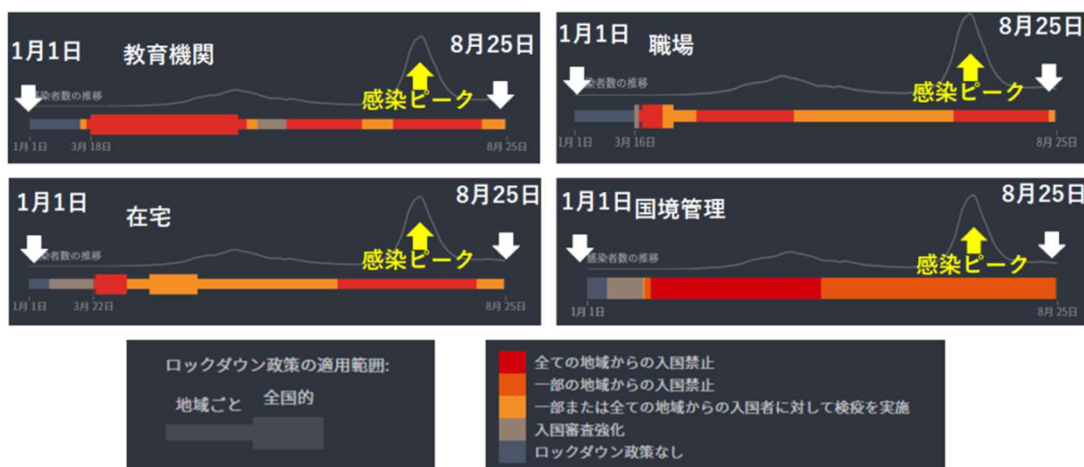 1月1日
教育機関
8月25日
感染者数の推移
感染ピーク
1月1日
3月18日
8月25日
1月1日
職場
8月25日
感染者数の推移
感染ピーク
1月1日
3月16日
8月25日
1月1日
在宅
8月25日
感染者数の推移
感染ピーク
1月1日
3月22日
8月25日
1月1日
国境管理
8月25日
感染者数の推移
感染ピーク
1月1日
8月25日
ロックダウン政策の適用範囲:
地域ごと
全国的
全ての地域からの入国禁止
一部の地域からの入国禁止
一部または全ての地域からの入国者に対して検疫を実施
入国審査強化
ロックダウン政策なし